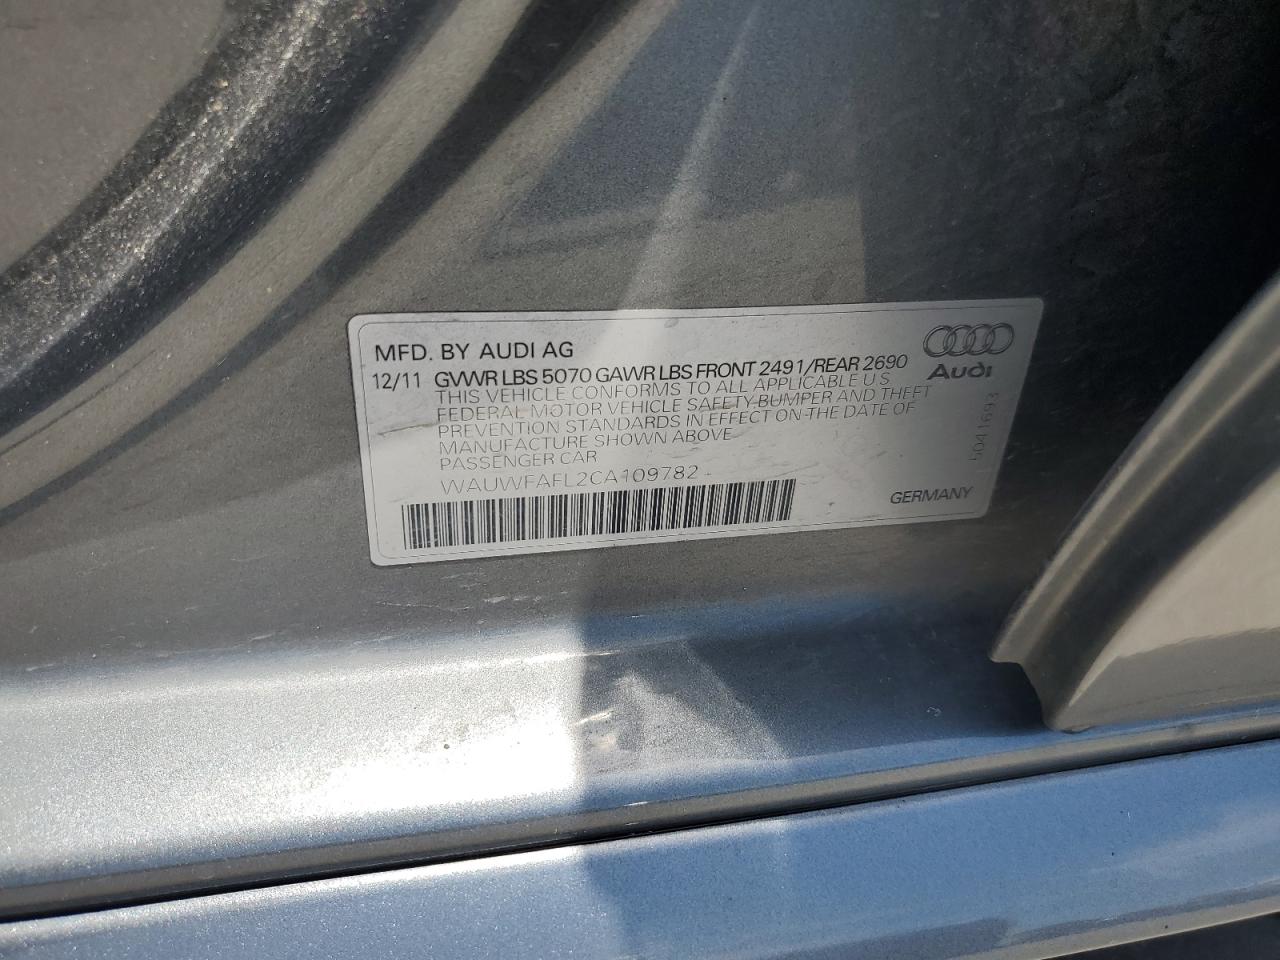 MFD. BY AUDI AG
12/11 GVWR LBS 5070 GAWR LBS FRONT 2491/REAR 2690
THIS VEHICLE CONFORMS TO ALL APPLICABLE U S
FEDERAL MOTOR VEHICLE SAFETY BUMPER AND THEFT
PREVENTION STANDARDS IN EFFECT ON THE DATE OF
MANUFACTURE SHOWN ABOVE
PASSENGER CAR
WAUWFAFL2CA109782
GERMANY
Audi
5041693